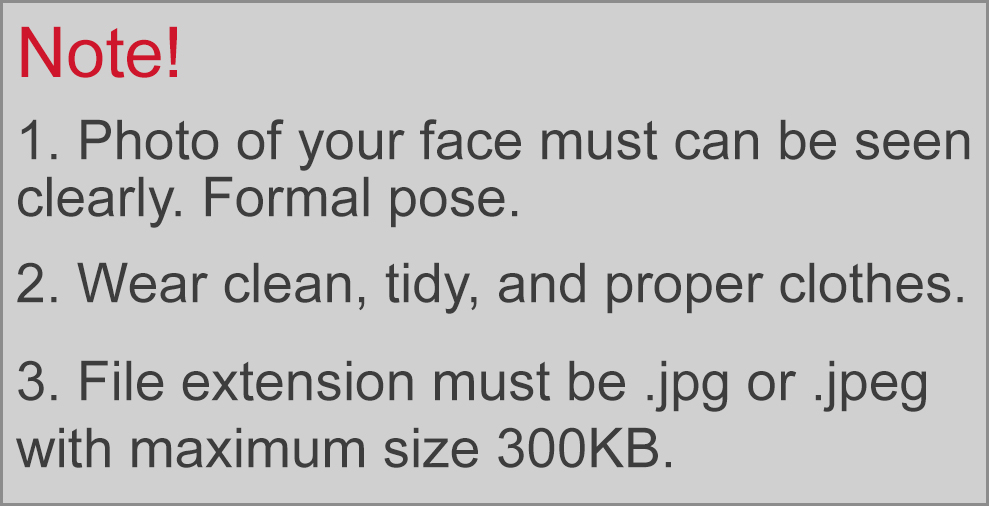 Note!
1. Photo of your face must can be seen
clearly. Formal pose.
2. Wear clean, tidy, and proper clothes.
3. File extension must be .jpg or .jpeg
with maximum size 300KB.